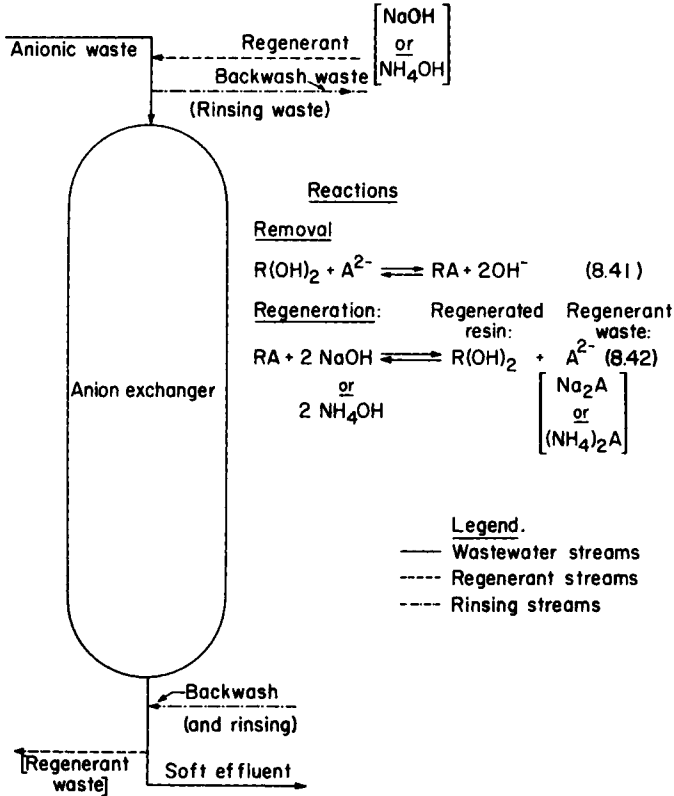 Anionic waste
Regenerant
[NaOH
or
NH₄OH]
Backwash waste
(Rinsing waste)
Reactions
Removal
R(OH)₂ + A²⁻ ⇌ RA + 2OH⁻ (8.41)
Regeneration: Regenerated resin: Regenerant waste:
RA + 2 NaOH ⇌ R(OH)₂ + A²⁻ (8.42)
or
2 NH₄OH
[Na₂A
or
(NH₄)₂A]
Anion exchanger
Legend.
Wastewater streams
Regenerant streams
Rinsing streams
Backwash
(and rinsing)
[Regenerant
waste]
Soft effluent